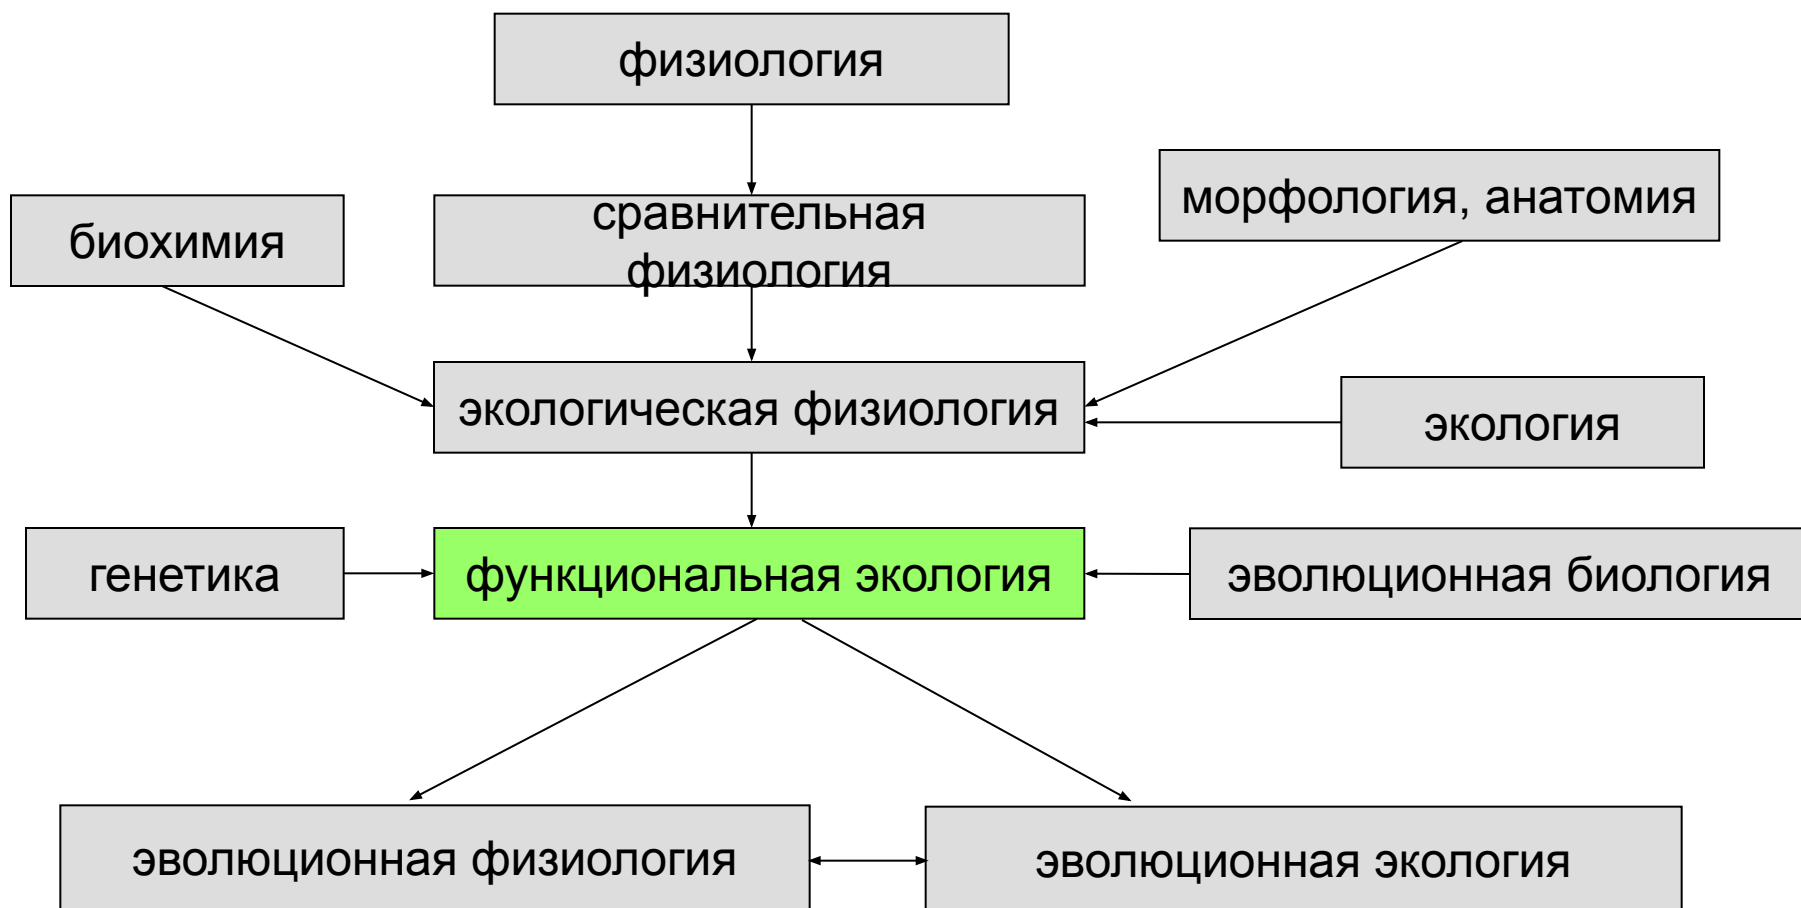 физиология
морфология, анатомия
биохимия
сравнительная
физиология
экологическая физиология
экология
генетика
функциональная экология
эволюционная биология
эволюционная физиология
эволюционная экология